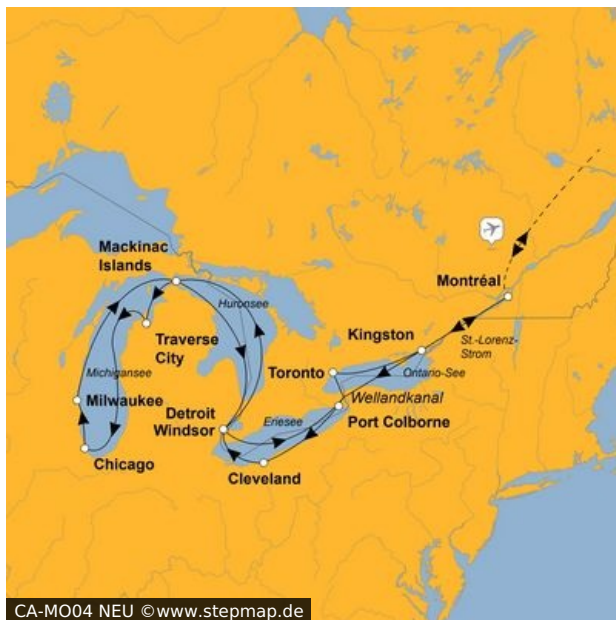 Mackinac
Islands
Montréal
Huronsee
Kingston
St.-Lorenz-
Strom
Traverse
City
Toronto
Ontario-See
Michigansee
Milwaukee
Wellandkanal
Detroit
Windsor
Eriesee
Port Colborne
Chicago
Cleveland
CA-MO04 NEU ©www.stepmap.de